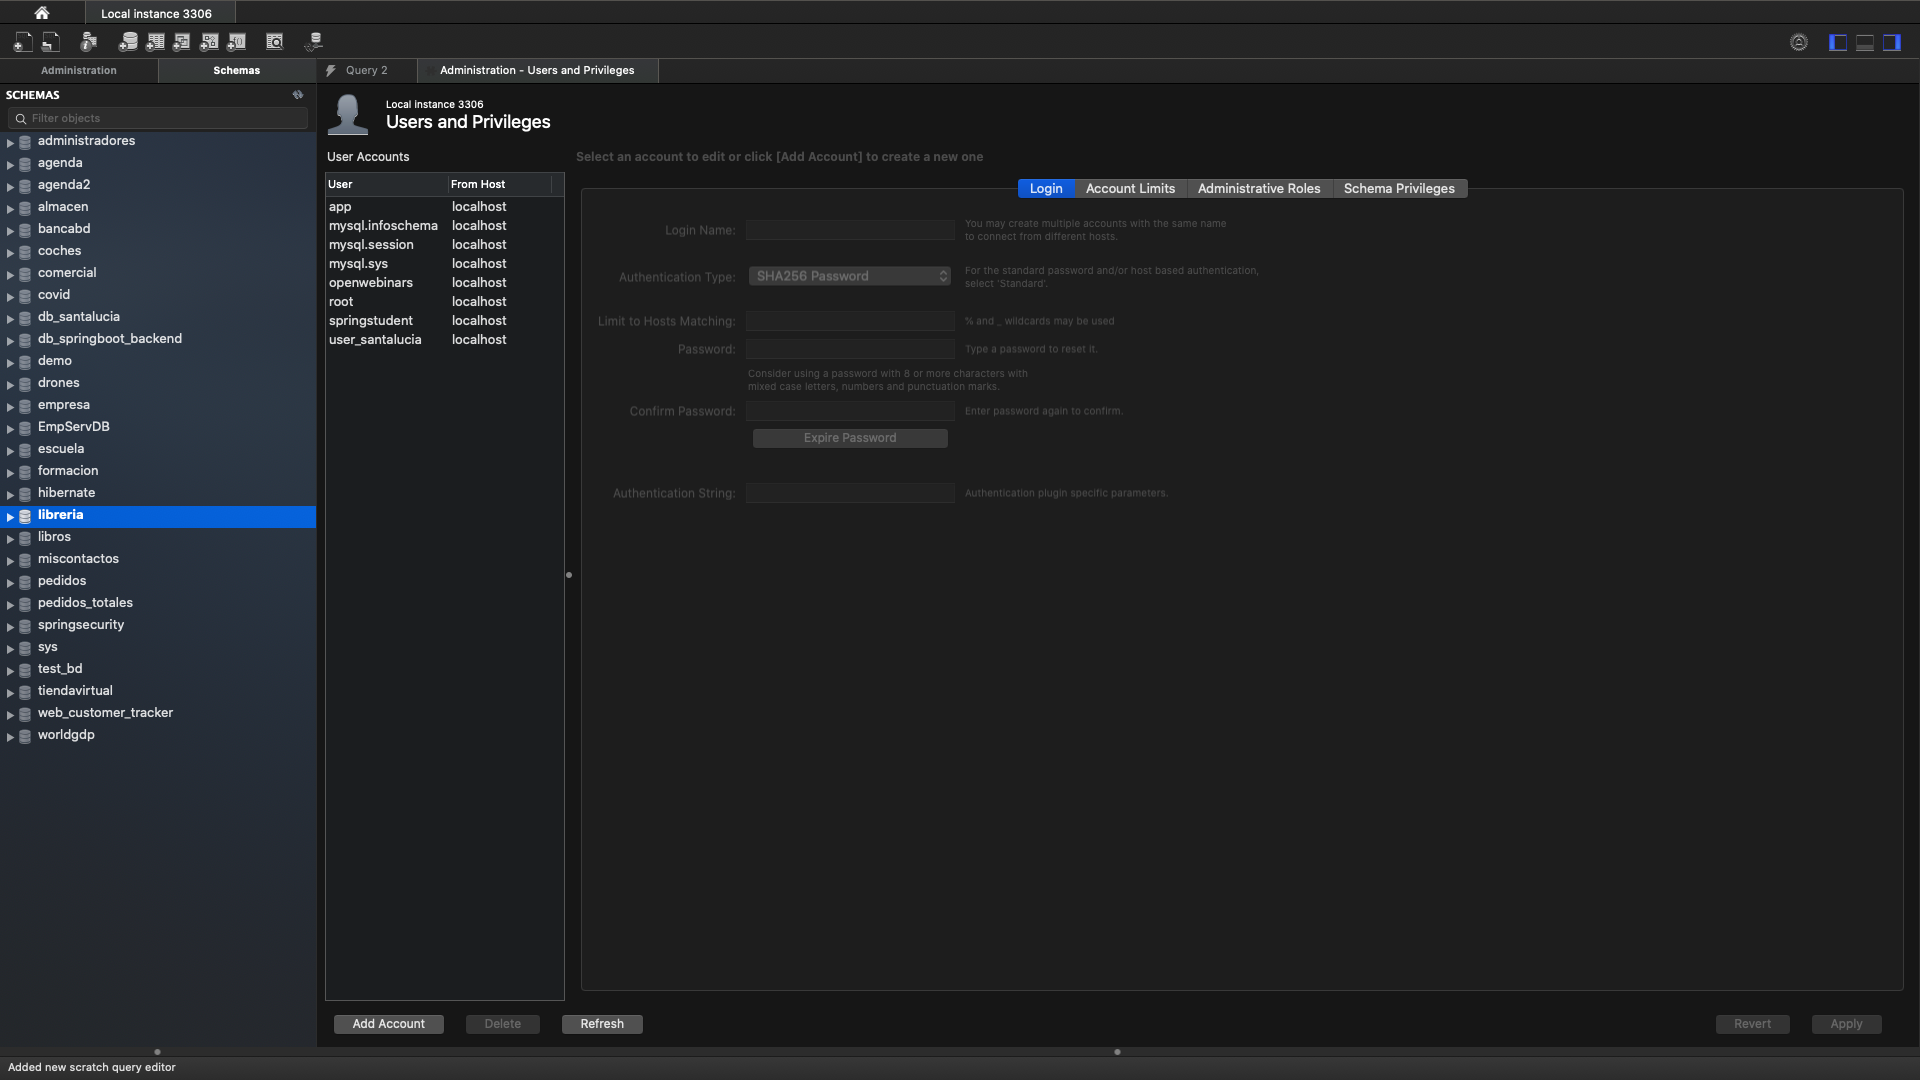 Local instance 3306
Administration
Schemas
Query 2
Administration - Users and Privileges
SCHEMAS
Filter objects
administradores
agenda
agenda2
almacen
bancabd
coches
comercial
covid
db_santalucia
db_springboot_backend
demo
drones
empresa
EmpServDB
escuela
formacion
hibernate
libreria
libros
miscontactos
pedidos
pedidos_totales
springsecurity
sys
test_bd
tiendavirtual
web_customer_tracker
worldgdp
Local instance 3306
Users and Privileges
User Accounts
User From Host
app localhost
mysql.infoschema localhost
mysql.session localhost
mysql.sys localhost
openwebinars localhost
root localhost
springstudent localhost
user_santalucia localhost
Add Account
Delete
Refresh
Select an account to edit or click [Add Account] to create a new one
Login
Account Limits
Administrative Roles
Schema Privileges
Login Name:
You may create multiple accounts with the same name
to connect from different hosts.
Authentication Type:
SHA256 Password
For the standard password and/or host based authentication,
select 'Standard'.
Limit to Hosts Matching:
% and _ wildcards may be used
Password:
Type a password to reset it.
Consider using a password with 8 or more characters with
mixed case letters, numbers and punctuation marks.
Confirm Password:
Enter password again to confirm.
Expire Password
Authentication String:
Authentication plugin specific parameters.
Revert
Apply
Added new scratch query editor